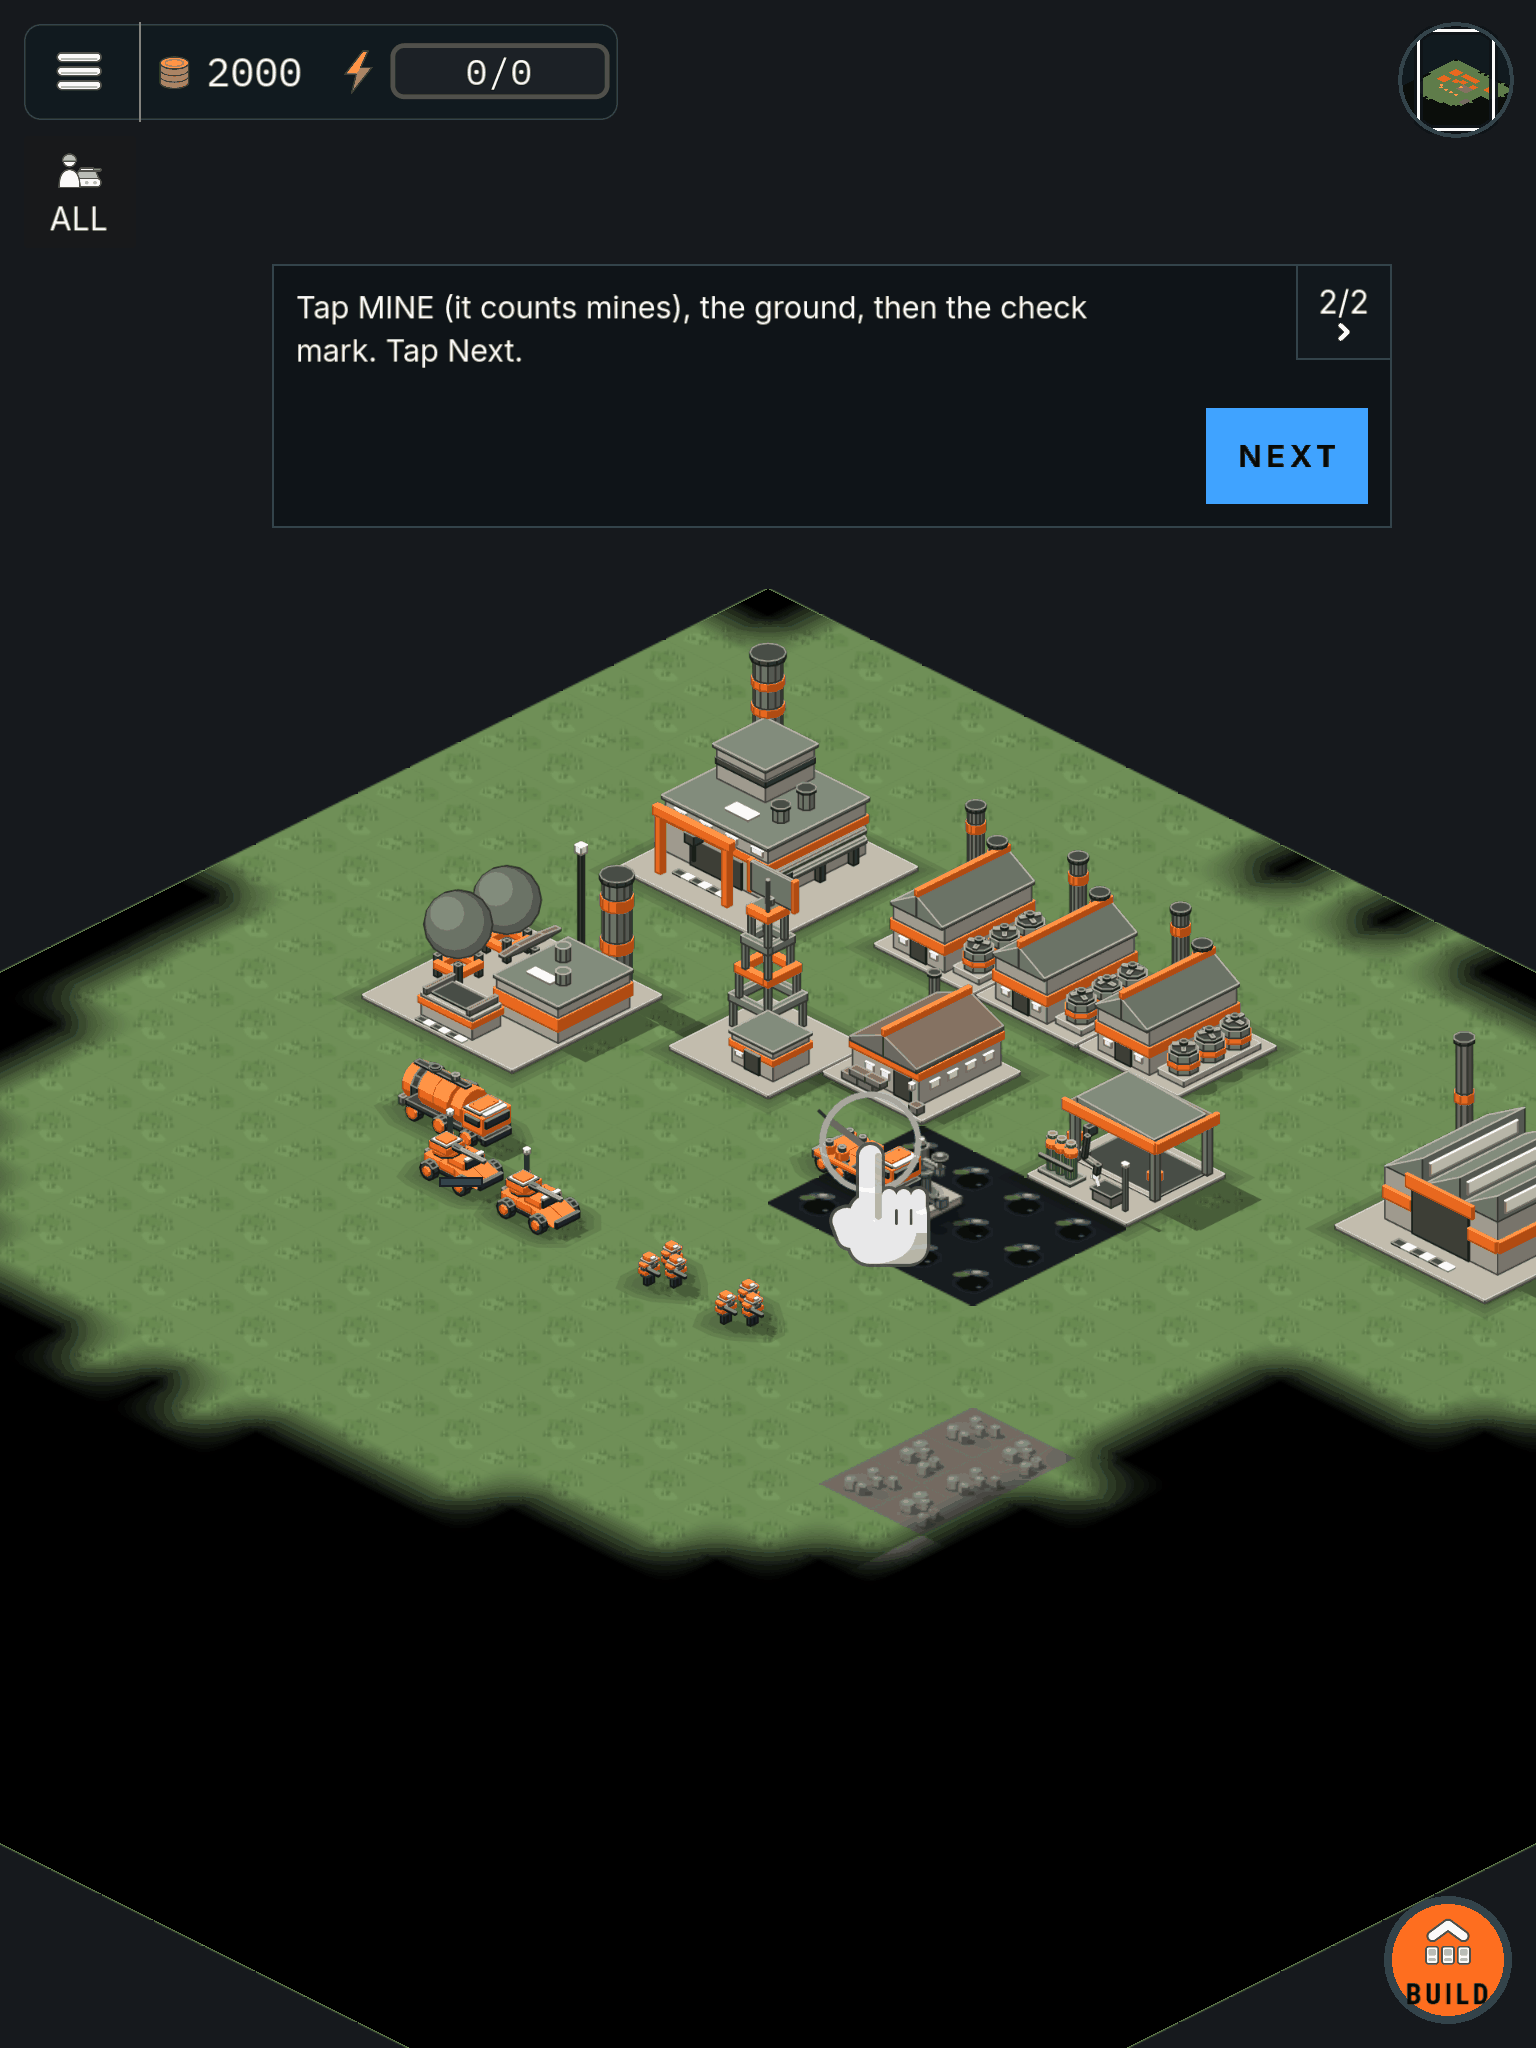 2000
0/0
ALL
Tap MINE (it counts mines), the ground, then the check
mark. Tap Next.
2/2
NEXT
BUILD